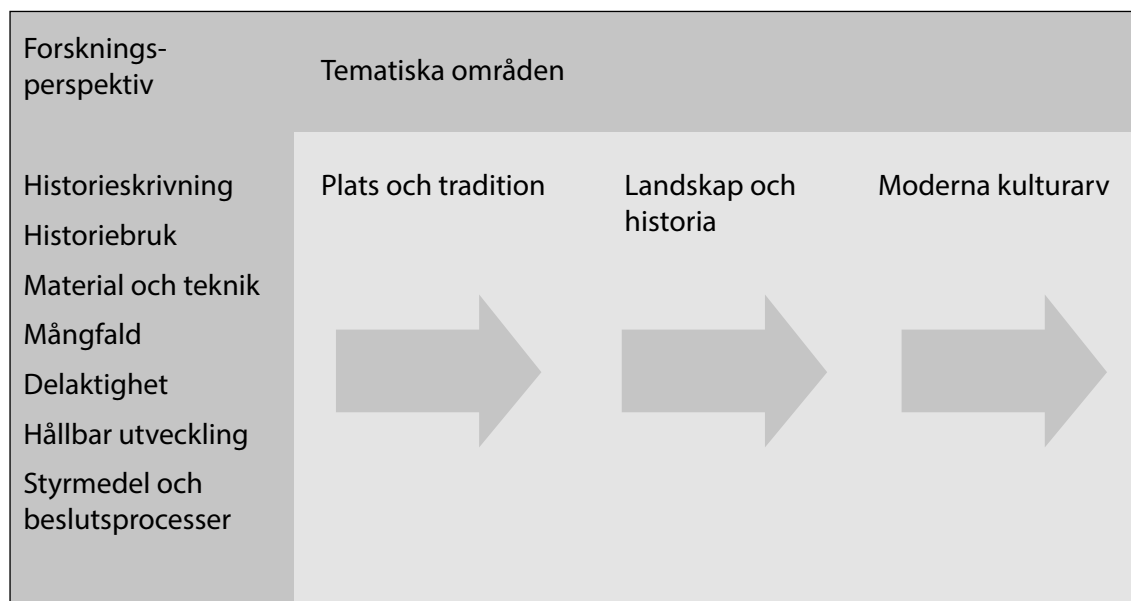 Forsknings-
perspektiv
Tematiska områden
Historieskrivning
Historiebruk
Material och teknik
Mångfald
Delaktighet
Hållbar utveckling
Styrmedel och
beslutsprocesser
Plats och tradition
Landskap och
historia
Moderna kulturarv